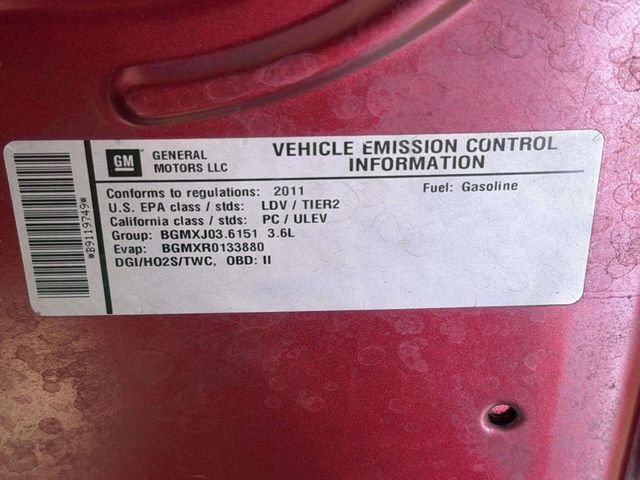 *B9119749*
GM
GENERAL MOTORS LLC
VEHICLE EMISSION CONTROL
INFORMATION
Conforms to regulations: 2011 Fuel: Gasoline
U.S. EPA class / stds: LDV / TIER2
California class / stds: PC / ULEV
Group: BGMXJ03.6151 3.6L
Evap: BGMXR0133880
DGI/HO2S/TWC, OBD: II